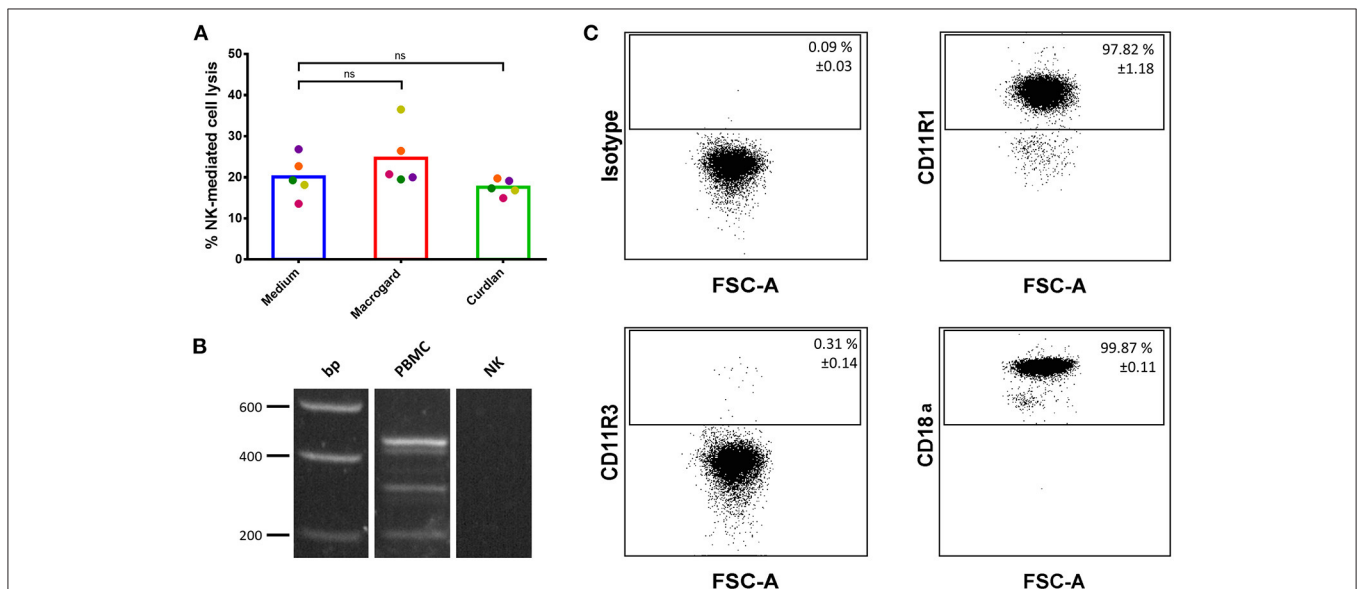 A
% NK-mediated cell lysis
50
40
30
20
10
0
ns
ns
Medium
Macrogard
Curdlan
B
bp
PBMC
NK
600
400
200
C
Isotype
0.09 %
±0.03
FSC-A
CD11R1
97.82 %
±1.18
FSC-A
CD11R3
0.31 %
±0.14
FSC-A
CD18a
99.87 %
±0.11
FSC-A